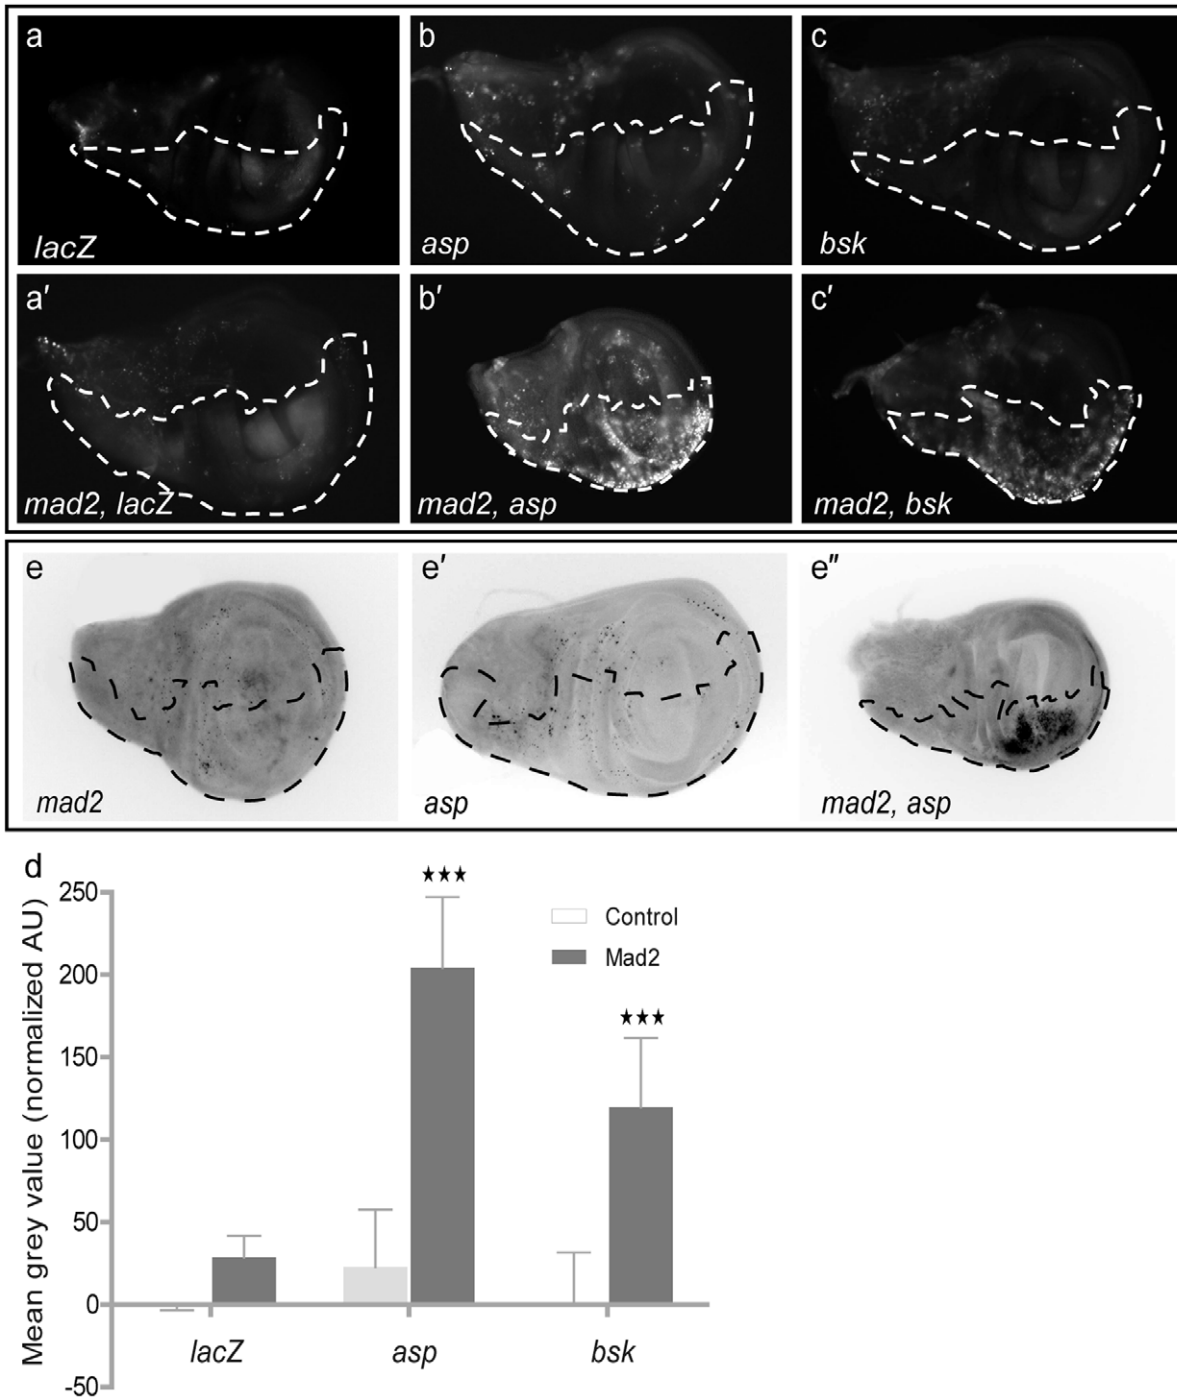 a
b
c
lacZ
asp
bsk
a′
b′
c′
mad2, lacZ
mad2, asp
mad2, bsk
e
e′
e″
mad2
asp
mad2, asp
d
Mean grey value (normalized AU)
250
200
150
100
50
0
-50
★★★
★★★
Control
Mad2
lacZ
asp
bsk